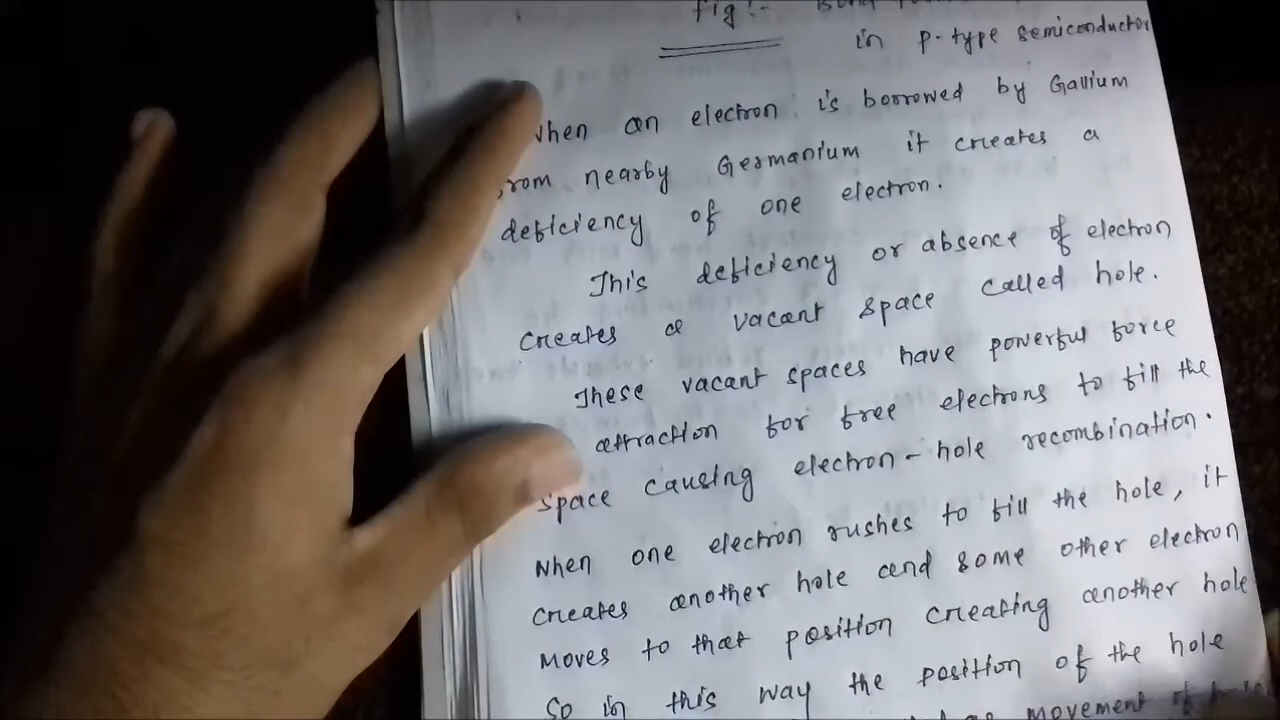 fig:-
in p-type semiconductor
When an electron is borrowed by Gallium
from nearby Germanium it creates a
deficiency of one electron.
This deficiency or absence of electron
creates a vacant space called hole.
These vacant spaces have powerful force
attraction for free electrons to fill the
space causing electron-hole recombination.
When one electron rushes to fill the hole, it
creates another hole and some other electron
moves to that position creating another hole
So in this way the position of the hole
movement of